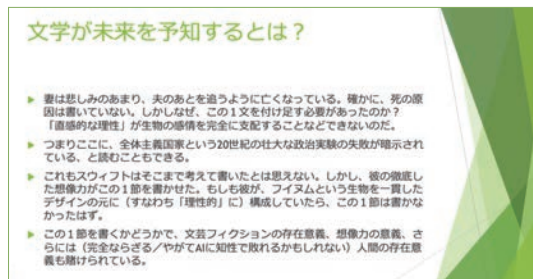 文学が未来を予知するとは?
妻は悲しみのあまり、夫のあとを追うように亡くなっている。確かに、死の原
因は書いていない。しかしなぜ、この1文を付け足す必要があったのか?
「直感的な理性」が生物の感情を完全に支配することなどできないのだ。
つまりここに、全体主義国家という20世紀の壮大な政治実験の失敗が暗示され
ている、と読むこともできる。
これもスウィフトはそこまで考えて書いたとは思えない。しかし、彼の徹底し
た想像力がこの1節を書かせた。もしも彼が、フイヌムという生物を一貫した
デザインの元に(すなわち「理性的」に)構成していたら、この1節は書かな
かったはず。
この1節を書くかどうかで、文芸フィクションの存在意義、想像力の意義、さ
らには(完全ならざる/やがてAIに知性で敗れるかもしれない)人間の存在意
義も賭けられている。